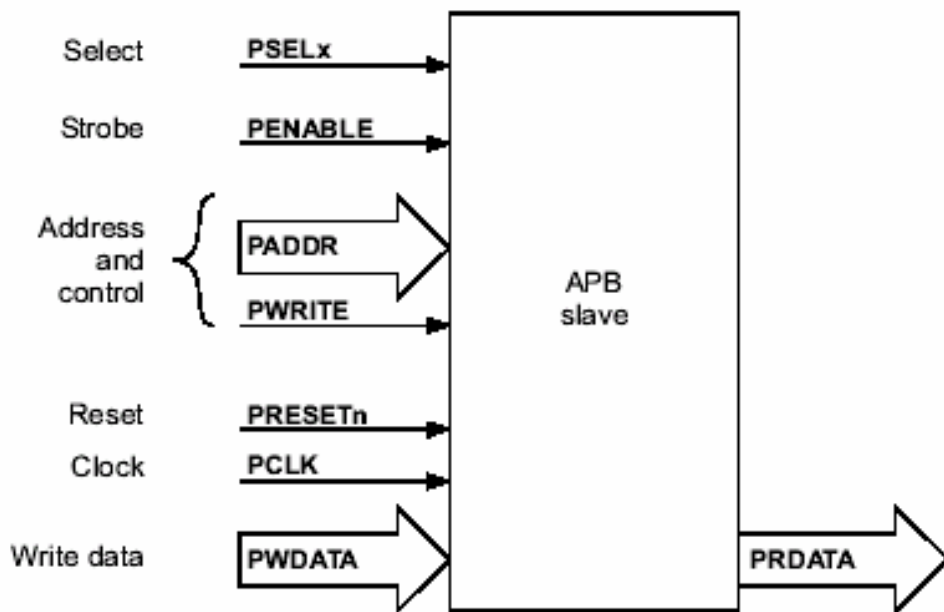 Select
PSELx
Strobe
PENABLE
Address
and
control
PADDR
PWRITE
APB
slave
Reset
PRESETn
Clock
PCLK
Write data
PWDATA
PRDATA